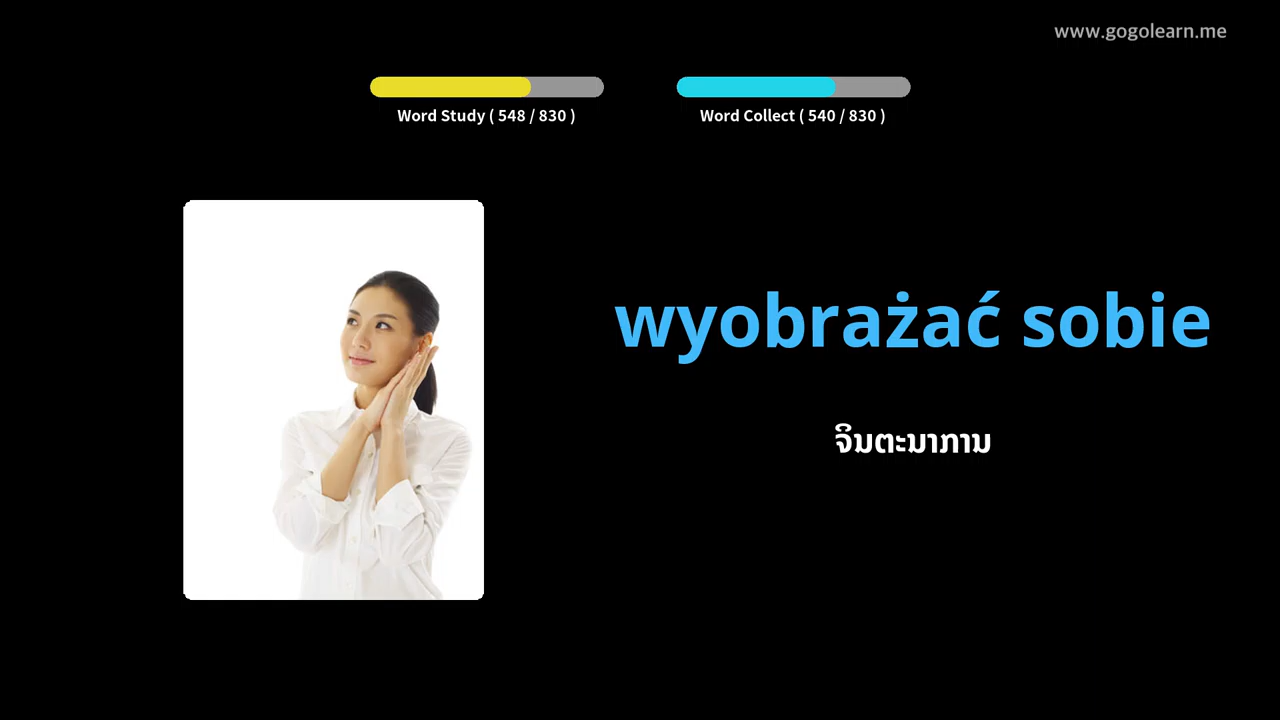 www.gogolearn.me
Word Study ( 548 / 830 )
Word Collect ( 540 / 830 )
wyobrażać sobie
ຈິນຕະນາການ